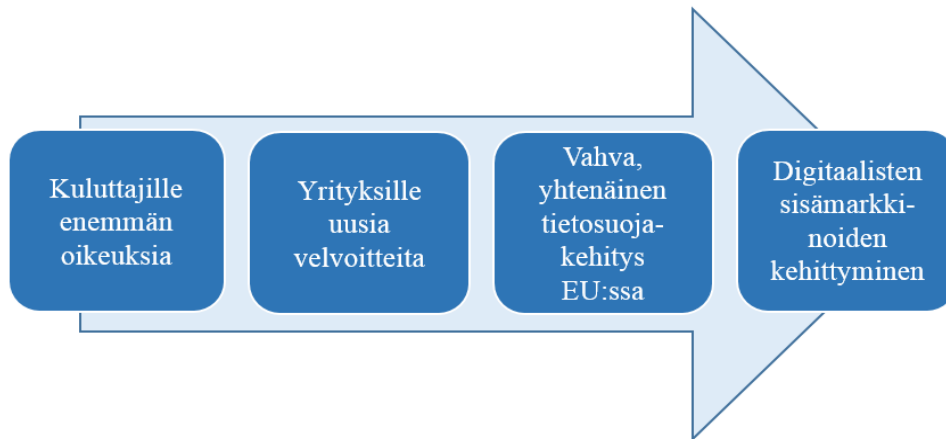 Kuluttajille
enemmän
oikeuksia
Yrityksille
uusia
velvoitteita
Vahva,
yhtenäinen
tietosuoja-
kehitys
EU:ssa
Digitaalisten
sisämarkki-
noiden
kehittyminen